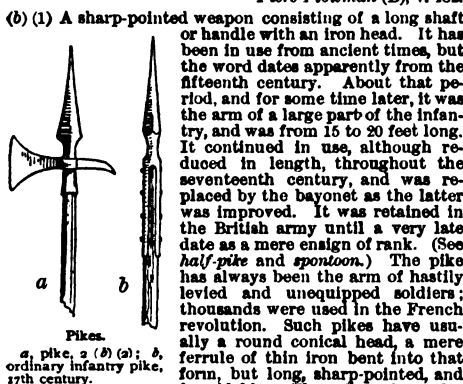 (b) (1) A sharp-pointed weapon consisting of a long shaft
or handle with an iron head. It has
been in use from ancient times, but
the word dates apparently from the
fifteenth century. About that pe-
riod, and for some time later, it was
the arm of a large part of the infan-
try, and was from 15 to 20 feet long.
It continued in use, although re-
duced in length, throughout the
seventeenth century, and was re-
placed by the bayonet as the latter
was improved. It was retained in
the British army until a very late
date as a mere ensign of rank. (See
half-pike and spontoon.) The pike
has always been the arm of hastily
levied and unequipped soldiers;
thousands were used in the French
revolution. Such pikes have usu-
ally a round conical head, a mere
ferrule of thin iron bent into that
form, but long, sharp-pointed, and
a b
Pikes.
a, pike, 2 (b) (2); b,
ordinary infantry pike,
17th century.